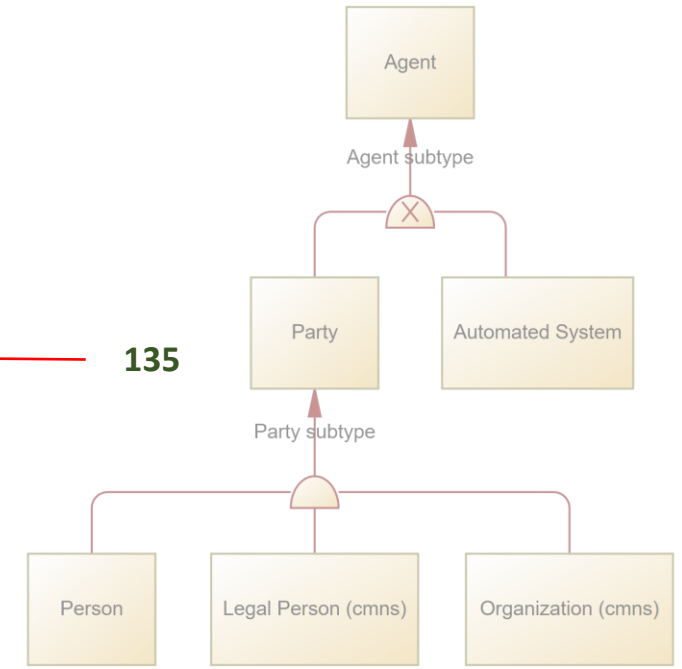 Agent
Agent subtype
X
Party
Automated System
135
Party subtype
Person
Legal Person (cmns)
Organization (cmns)